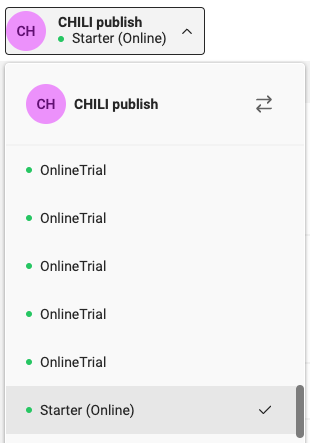 CH
CHILI publish
Starter (Online)
CH
CHILI publish
OnlineTrial
OnlineTrial
OnlineTrial
OnlineTrial
OnlineTrial
Starter (Online)